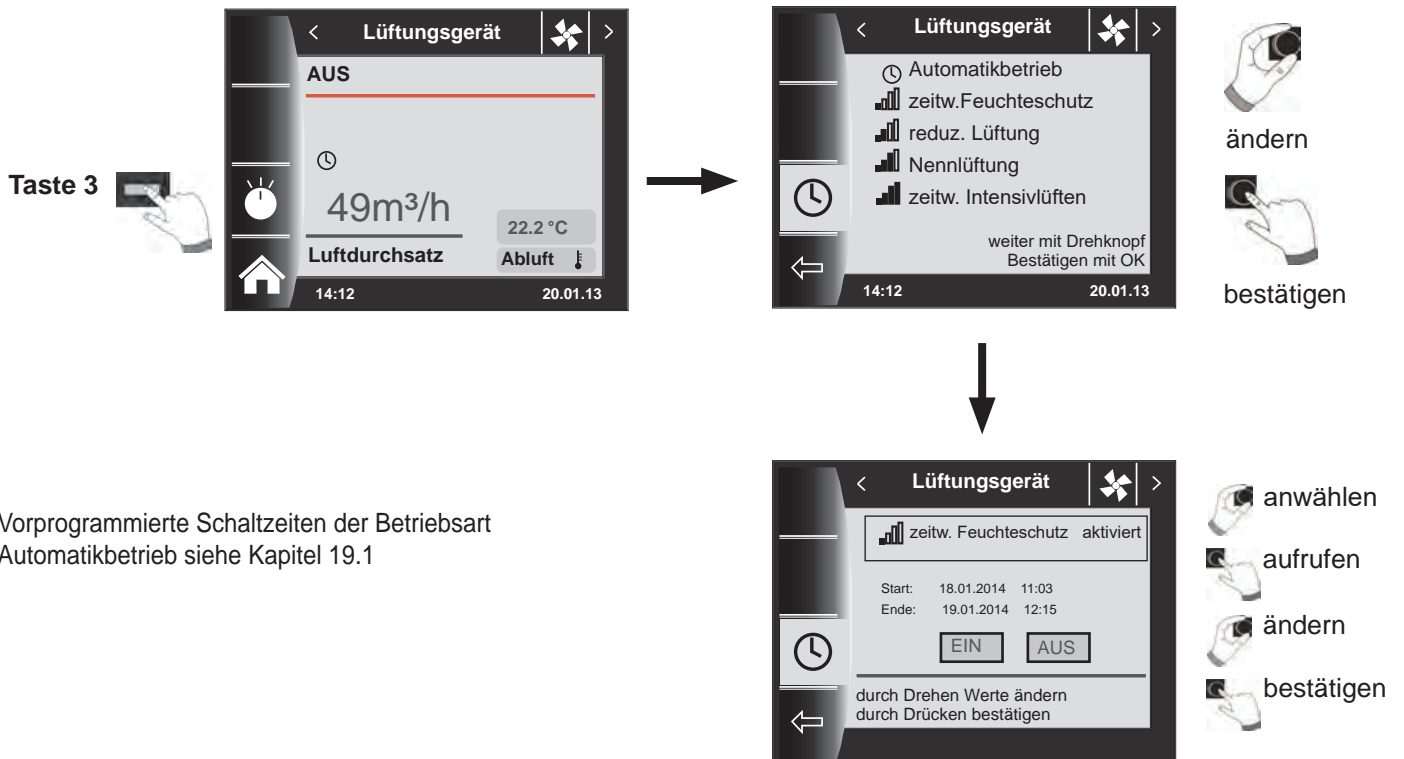 Taste 3
< Lüftungsgerät >
AUS
49m³/h
22.2 °C
Luftdurchsatz
Abluft
14:12 20.01.13
< Lüftungsgerät >
Automatikbetrieb
zeitw.Feuchteschutz
reduz. Lüftung
Nennlüftung
zeitw. Intensivlüften
weiter mit Drehknopf
Bestätigen mit OK
14:12 20.01.13
ändern
bestätigen
Vorprogrammierte Schaltzeiten der Betriebsart
Automatikbetrieb siehe Kapitel 19.1
< Lüftungsgerät >
zeitw. Feuchteschutz aktiviert
Start: 18.01.2014 11:03
Ende: 19.01.2014 12:15
EIN AUS
durch Drehen Werte ändern
durch Drücken bestätigen
anwählen
aufrufen
ändern
bestätigen